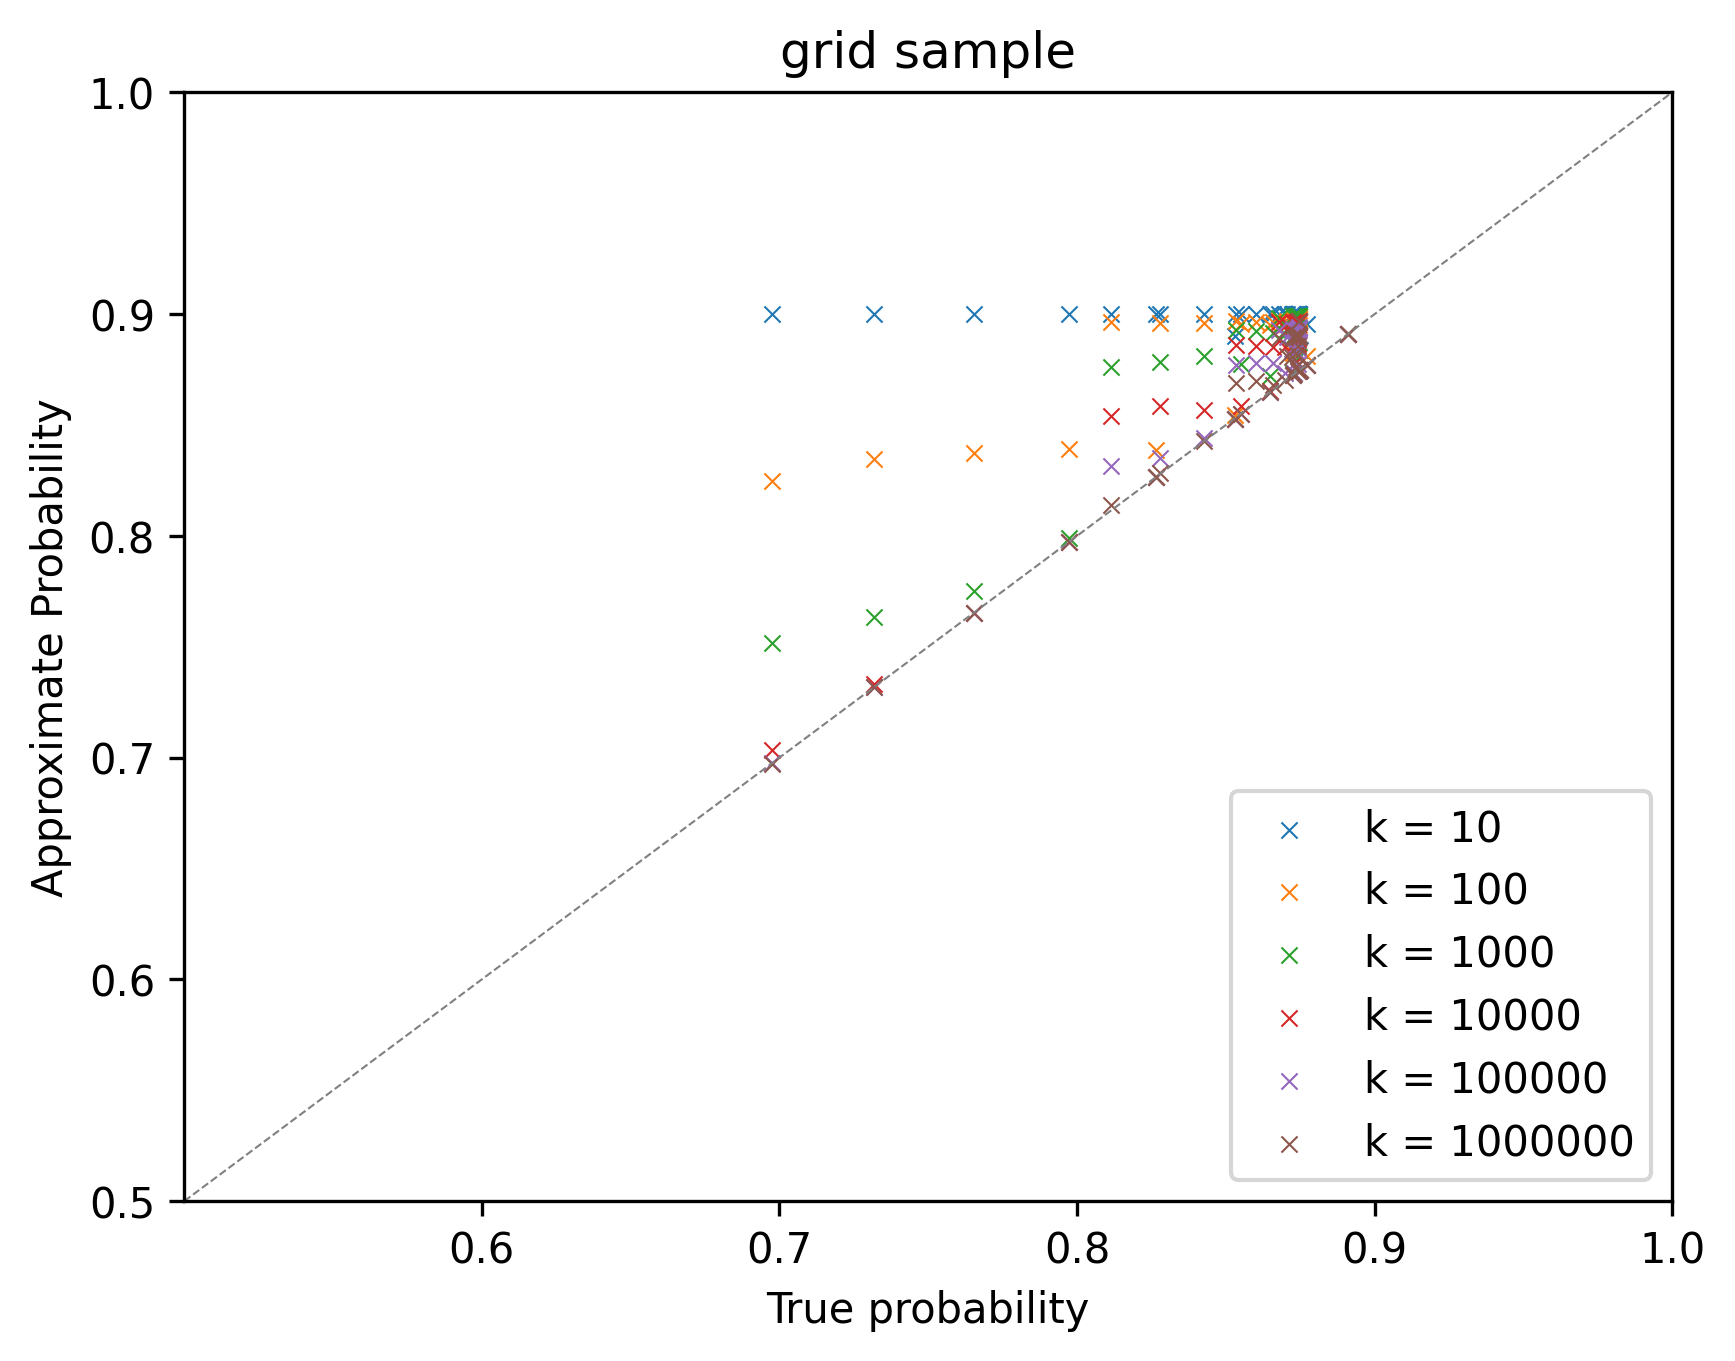 grid sample
1.0
0.9
0.8
0.7
0.6
0.5
Approximate Probability
0.6 0.7 0.8 0.9 1.0
True probability
k = 10
k = 100
k = 1000
k = 10000
k = 100000
k = 1000000